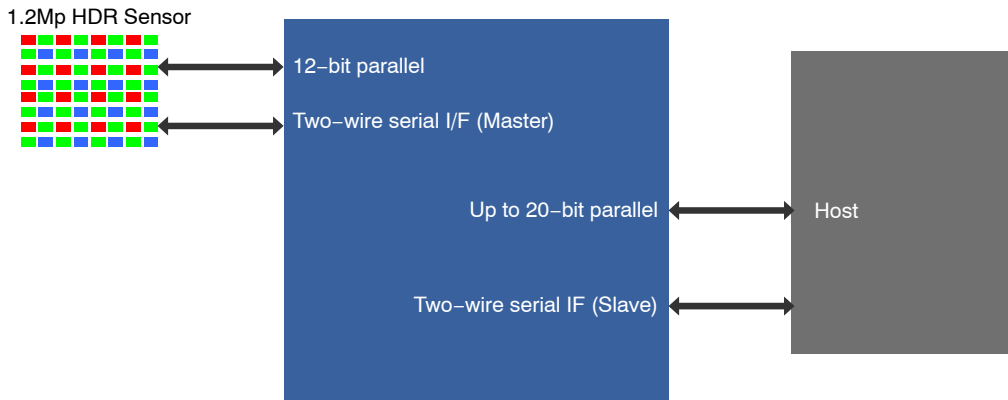 1.2Mp HDR Sensor
12−bit parallel
Two−wire serial I/F (Master)
Up to 20−bit parallel
Host
Two−wire serial IF (Slave)